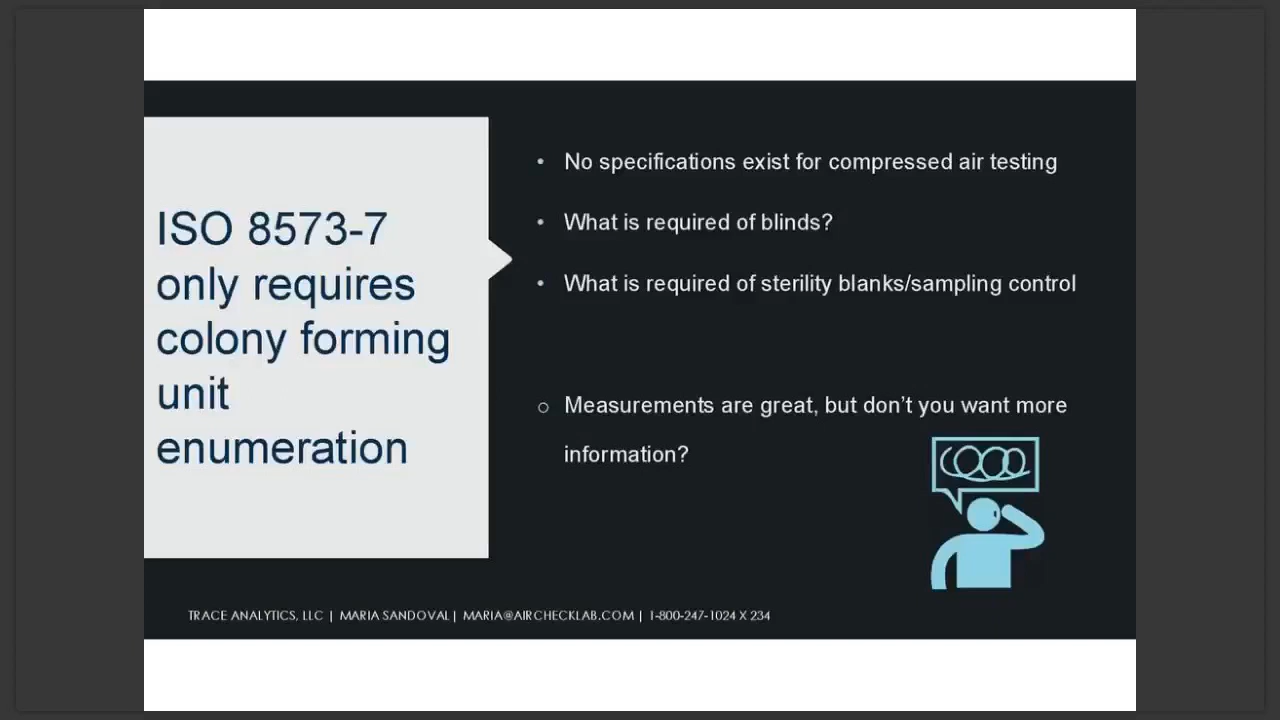 ISO 8573-7
only requires
colony forming
unit
enumeration
• No specifications exist for compressed air testing
• What is required of blinds?
• What is required of sterility blanks/sampling control
○ Measurements are great, but don't you want more
information?
TRACE ANALYTICS, LLC | MARIA SANDOVAL| MARIA@AIRCHECKLAB.COM | 1-800-247-1024 X 234